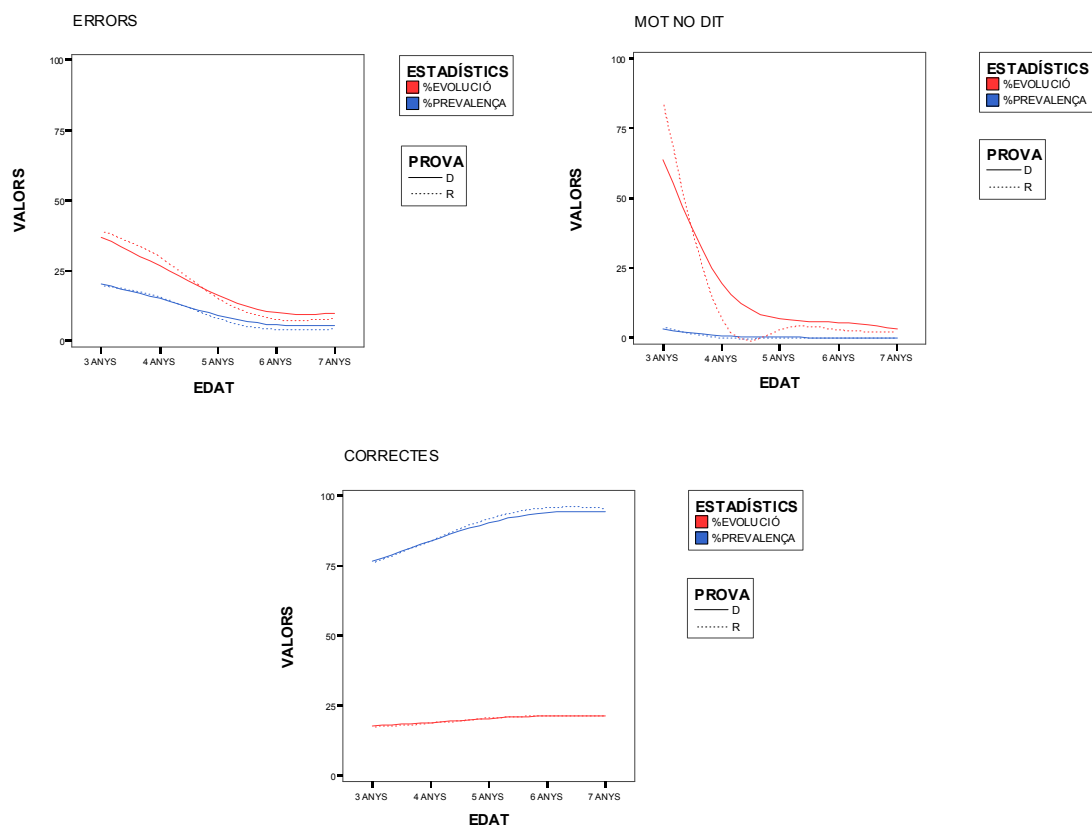 ERRORS
100
75
50
25
0
VALORS
3 ANYS
4 ANYS
5 ANYS
6 ANYS
7 ANYS
EDAT
ESTADÍSTICS
%EVOLUCIÓ
%PREVALENÇA
PROVA
D
R
MOT NO DIT
100
75
50
25
0
VALORS
3 ANYS
4 ANYS
5 ANYS
6 ANYS
7 ANYS
EDAT
ESTADÍSTICS
%EVOLUCIÓ
%PREVALENÇA
PROVA
D
R
CORRECTES
100
75
50
25
0
VALORS
3 ANYS
4 ANYS
5 ANYS
6 ANYS
7 ANYS
EDAT
ESTADÍSTICS
%EVOLUCIÓ
%PREVALENÇA
PROVA
D
R